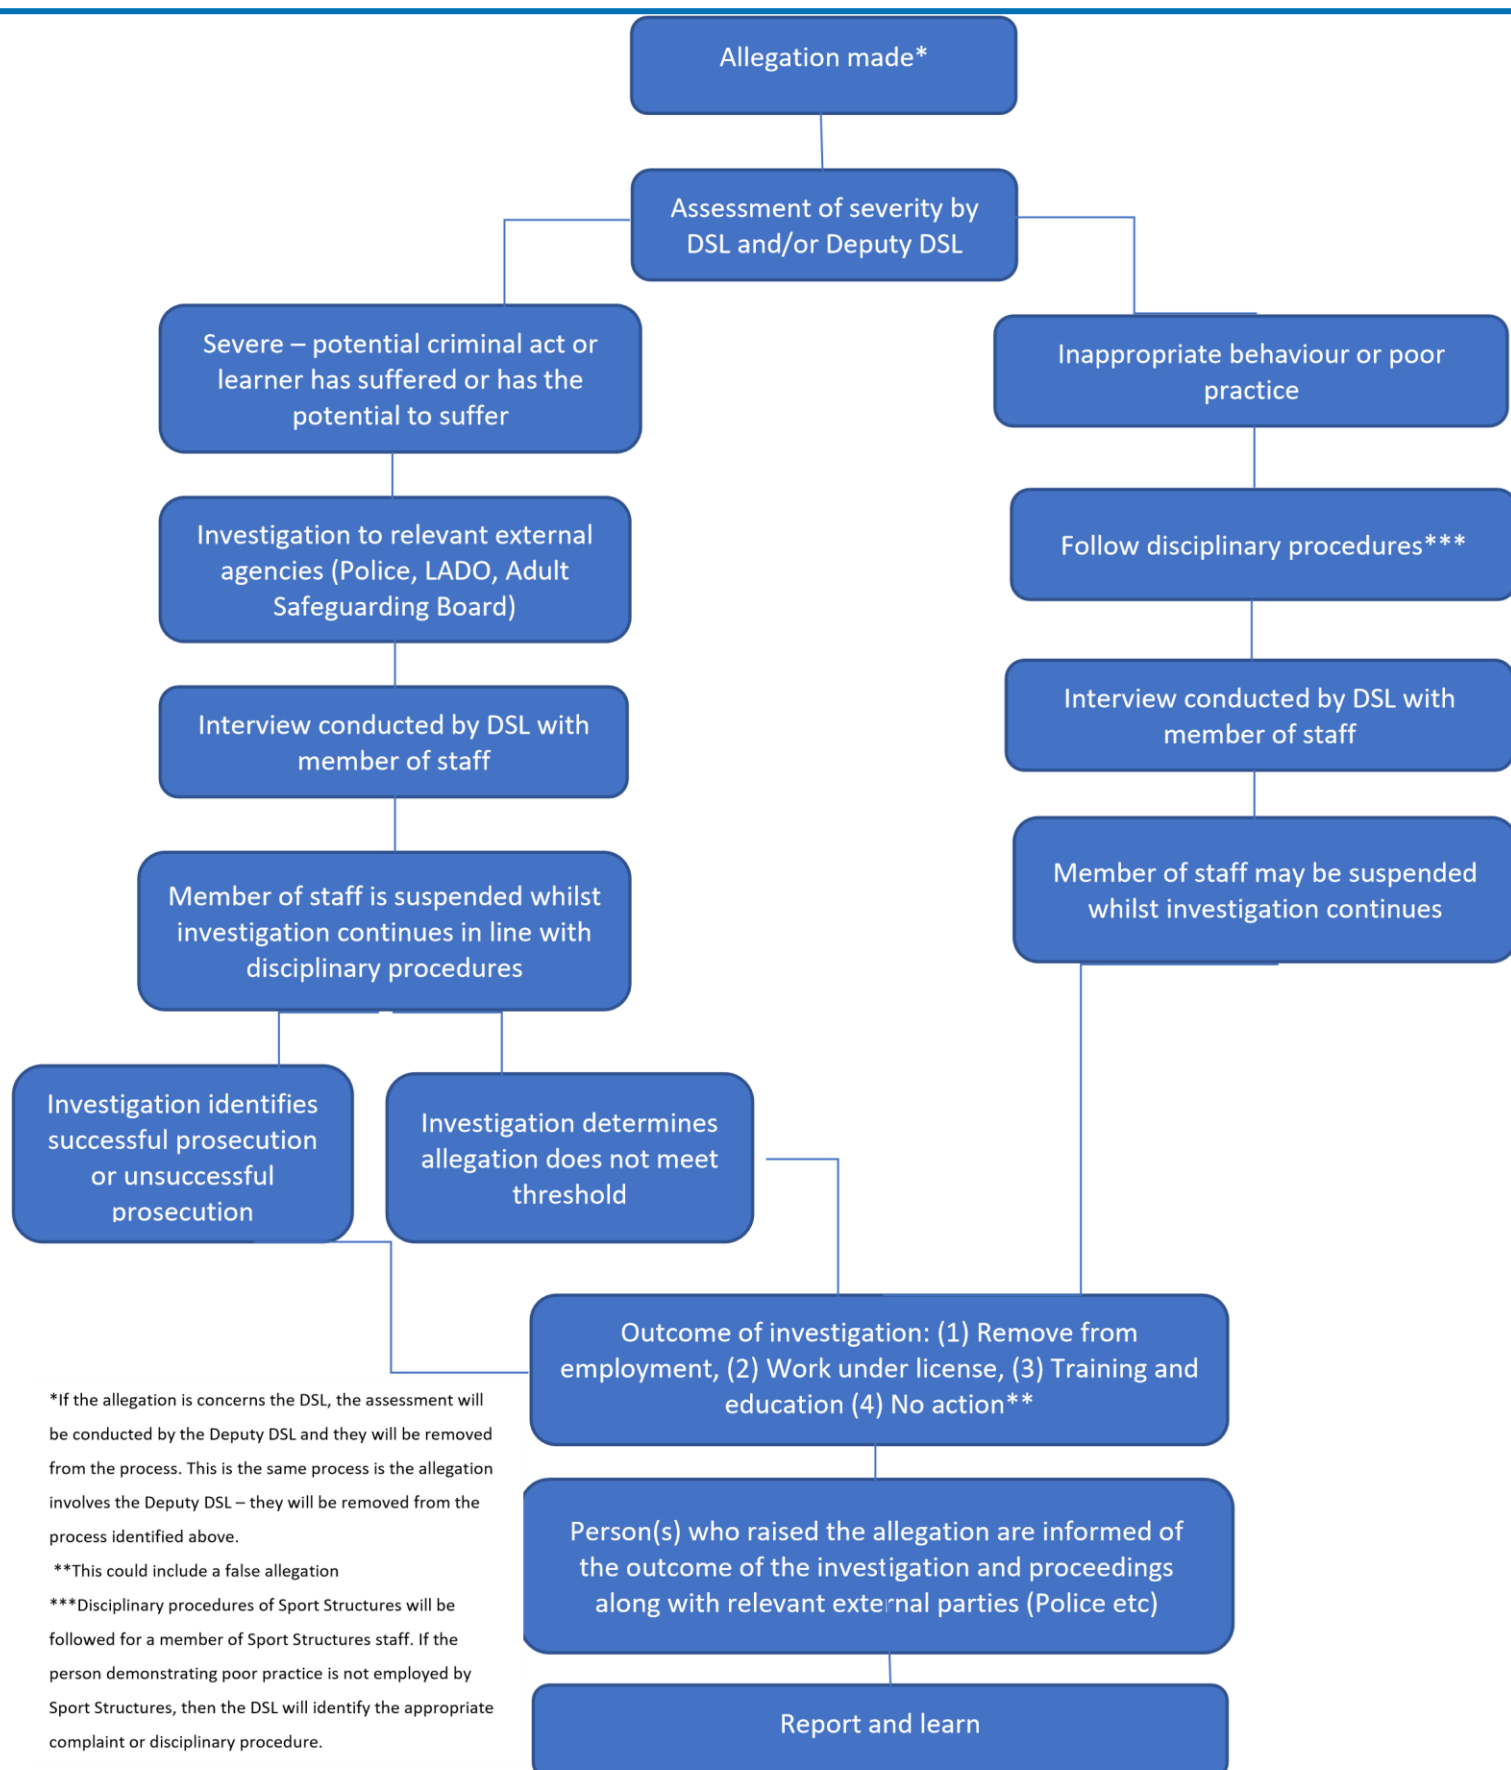 Allegation made*
Assessment of severity by
DSL and/or Deputy DSL
Severe – potential criminal act or
learner has suffered or has the
potential to suffer
Inappropriate behaviour or poor
practice
Investigation to relevant external
agencies (Police, LADO, Adult
Safeguarding Board)
Follow disciplinary procedures***
Interview conducted by DSL with
member of staff
Interview conducted by DSL with
member of staff
Member of staff is suspended whilst
investigation continues in line with
disciplinary procedures
Member of staff may be suspended
whilst investigation continues
Investigation identifies
successful prosecution
or unsuccessful
prosecution
Investigation determines
allegation does not meet
threshold
Outcome of investigation: (1) Remove from
employment, (2) Work under license, (3) Training and
education (4) No action**
Person(s) who raised the allegation are informed of
the outcome of the investigation and proceedings
along with relevant external parties (Police etc)
Report and learn
*If the allegation is concerns the DSL, the assessment will
be conducted by the Deputy DSL and they will be removed
from the process. This is the same process is the allegation
involves the Deputy DSL – they will be removed from the
process identified above.
**This could include a false allegation
***Disciplinary procedures of Sport Structures will be
followed for a member of Sport Structures staff. If the
person demonstrating poor practice is not employed by
Sport Structures, then the DSL will identify the appropriate
complaint or disciplinary procedure.